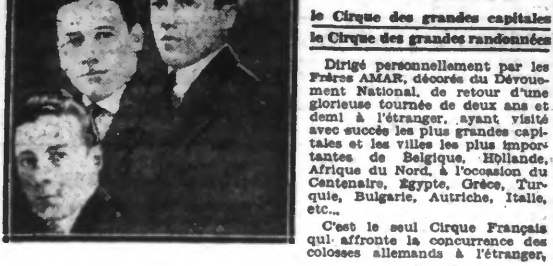 le Cirque des grandes capitales
le Cirque des grandes randonnées
Dirigé personnellement par les
Frères AMAR, décorés du Dévoue-
ment National, de retour d'une
glorieuse tournée de deux ans et
demi à l'étranger, ayant visité
avec succès les plus grandes capi-
tales et les villes les plus impor-
tantes de Belgique, Hollande,
Afrique du Nord, à l'occasion du
Centenaire, Egypte, Grèce, Tur-
quie, Bulgarie, Autriche, Italie,
etc...
C'est le seul Cirque Français
qui affronte la concurrence des
colosses allemands à l'étranger,